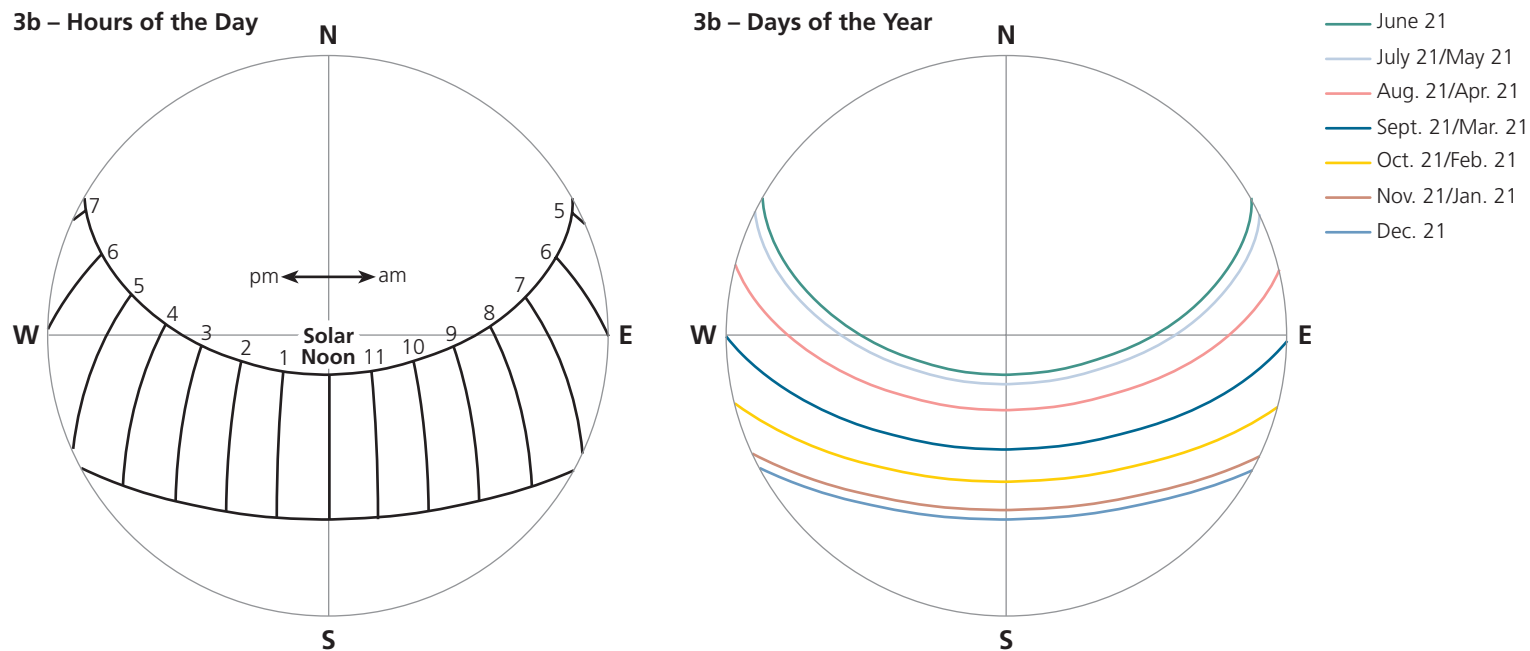 3b – Hours of the Day
N
7
5
6
6
5
7
pm
am
4
8
3
9
2
10
1
11
Solar
Noon
W
E
S
3b – Days of the Year
N
W
E
S
June 21
July 21/May 21
Aug. 21/Apr. 21
Sept. 21/Mar. 21
Oct. 21/Feb. 21
Nov. 21/Jan. 21
Dec. 21